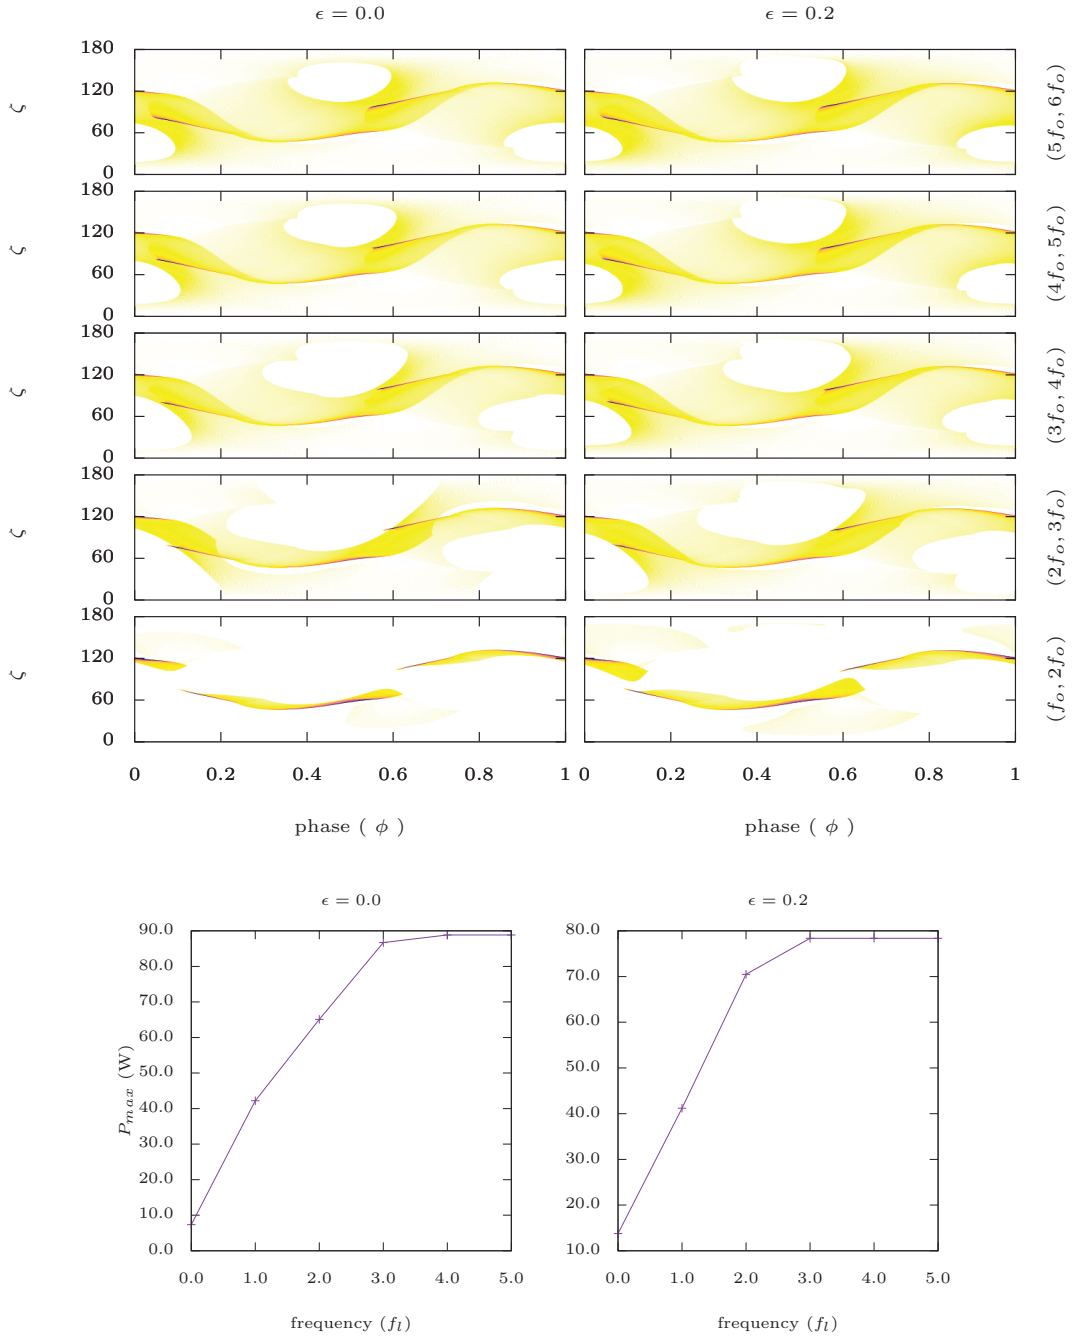 ϵ = 0.0 ϵ = 0.2
180
120
ζ
60
0
(5f_o, 6f_o)
180
120
ζ
60
0
(4f_o, 5f_o)
180
120
ζ
60
0
(3f_o, 4f_o)
180
120
ζ
60
0
(2f_o, 3f_o)
180
120
ζ
60
0
(f_o, 2f_o)
0 0.2 0.4 0.6 0.8 1 0 0.2 0.4 0.6 0.8 1
phase ( ϕ ) phase ( ϕ )
ϵ = 0.0
90.0
80.0
70.0
60.0
50.0
40.0
30.0
20.0
10.0
0.0
P_max (W)
0.0 1.0 2.0 3.0 4.0 5.0
frequency (f_l)
ϵ = 0.2
80.0
70.0
60.0
50.0
40.0
30.0
20.0
10.0
0.0 1.0 2.0 3.0 4.0 5.0
frequency (f_l)